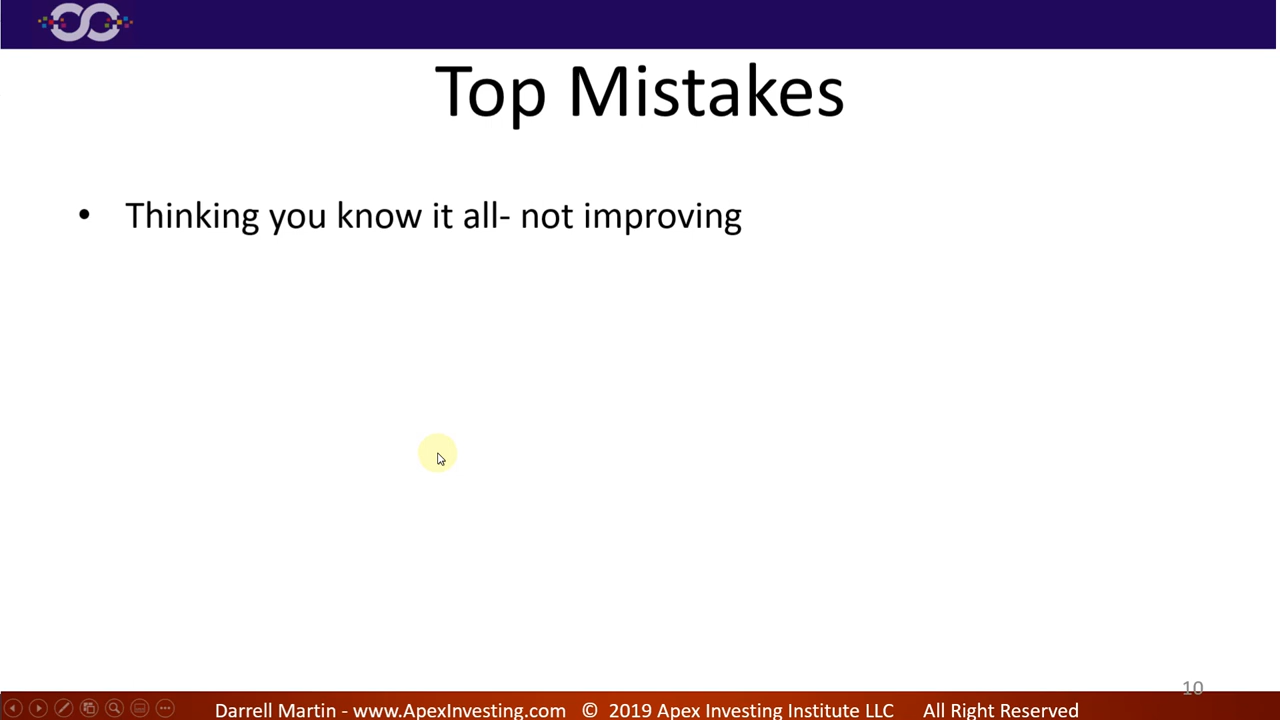 Top Mistakes
• Thinking you know it all- not improving
10
Darrell Martin - www.ApexInvesting.com © 2019 Apex Investing Institute LLC All Right Reserved